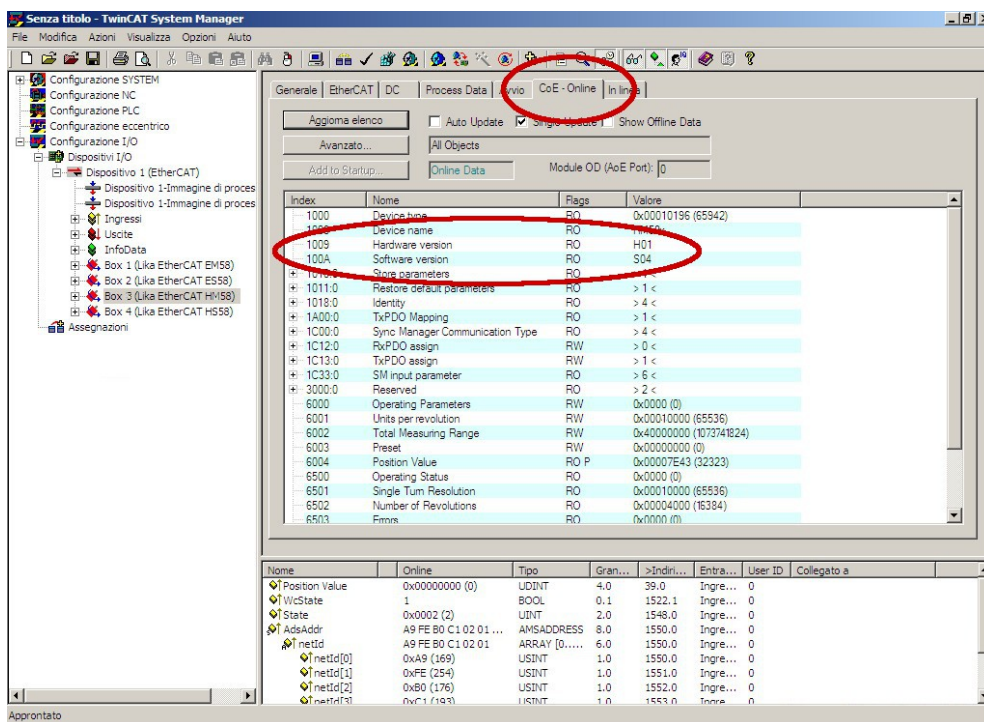 Senza titolo - TwinCAT System Manager
File Modifica Azioni Visualizza Opzioni Aiuto
Configurazione SYSTEM
Configurazione NC
Configurazione PLC
Configurazione eccentrico
Configurazione I/O
Dispositivi I/O
Dispositivo 1 (EtherCAT)
Dispositivo 1-Immagine di proces
Dispositivo 1-Immagine di proces
Ingressi
Uscite
InfoData
Box 1 (Lika EtherCAT EM58)
Box 2 (Lika EtherCAT ES58)
Box 3 (Lika EtherCAT HM58)
Box 4 (Lika EtherCAT HS58)
Assegnazioni
Generale EtherCAT DC Process Data Avvio CoE - Online In linea
Aggiorna elenco Auto Update Single Update Show Offline Data
Avanzato... All Objects
Add to Startup... Online Data Module OD (AoE Port): 0
Index Nome Flags Valore
1000 Device type RO 0x00010196 (65942)
1008 Device name RO
1009 Hardware version RO H01
100A Software version RO S04
1010:0 Store parameters RO > 1 <
1011:0 Restore default parameters RO > 1 <
1018:0 Identity RO > 4 <
1A00:0 TxPDO Mapping RO > 1 <
1C00:0 Sync Manager Communication Type RO > 4 <
1C12:0 RxPDO assign RW > 0 <
1C13:0 TxPDO assign RW > 1 <
1C33:0 SM input parameter RO > 6 <
3000:0 Reserved RO > 2 <
6000 Operating Parameters RW 0x0000 (0)
6001 Units per revolution RW 0x00010000 (65536)
6002 Total Measuring Range RW 0x40000000 (1073741824)
6003 Preset RW 0x00000000 (0)
6004 Position Value RO P 0x00007E43 (32323)
6500 Operating Status RO 0x0000 (0)
6501 Single Turn Resolution RO 0x00010000 (65536)
6502 Number of Revolutions RO 0x00004000 (16384)
6503 Errors RO 0x0000 (0)
Nome Online Tipo Gran... >Indiri... Entra... User ID Collegato a
Position Value 0x00000000 (0) UDINT 4.0 39.0 Ingre... 0
WcState 1 BOOL 0.1 1522.1 Ingre... 0
State 0x0002 (2) UINT 2.0 1548.0 Ingre... 0
AdsAddr A9 FE B0 C1 02 01 ... AMSADDRESS 8.0 1550.0 Ingre... 0
netId A9 FE B0 C1 02 01 ARRAY [0.... 6.0 1550.0 Ingre... 0
netId[0] 0xA9 (169) USINT 1.0 1550.0 Ingre... 0
netId[1] 0xFE (254) USINT 1.0 1551.0 Ingre... 0
netId[2] 0xB0 (176) USINT 1.0 1552.0 Ingre... 0
netId[3] 0xC1 (193) USINT 1.0 1553.0 Ingre... 0
Approntato